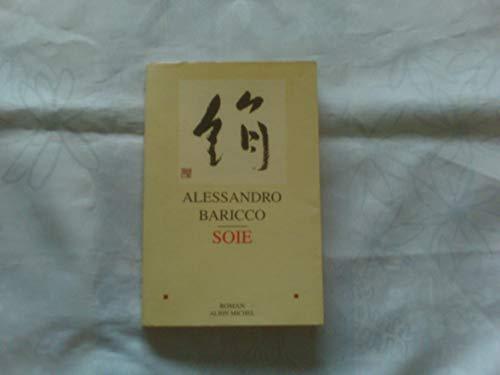 絹
ALESSANDRO
BARICCO
SOIE
ROMAN
ALBIN MICHEL